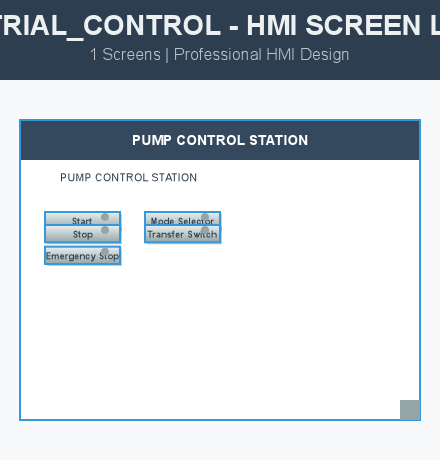 TRIAL_CONTROL - HMI SCREEN L
1 Screens | Professional HMI Design
PUMP CONTROL STATION
PUMP CONTROL STATION
Start
Mode Selector
Stop
Transfer Switch
Emergency Stop